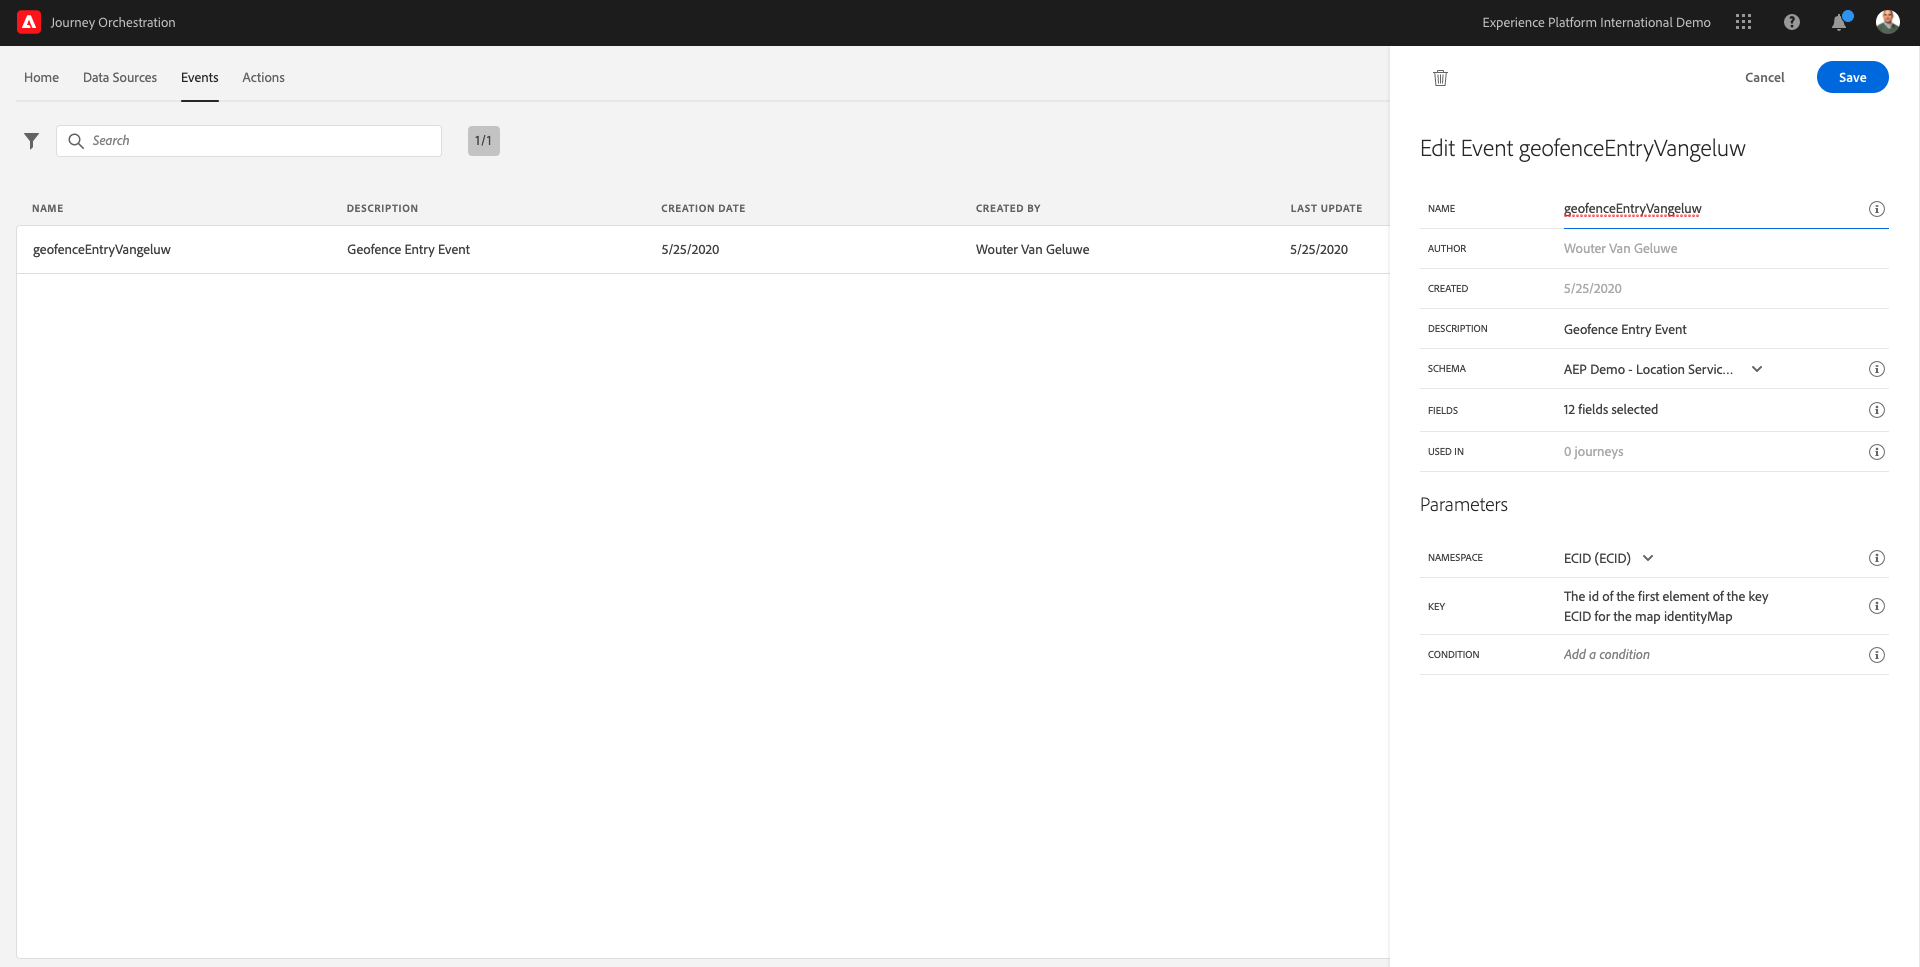 Journey Orchestration
Experience Platform International Demo
Home Data Sources Events Actions
Cancel Save
Search
1/1
Edit Event geofenceEntryVangeluw
NAME DESCRIPTION CREATION DATE CREATED BY LAST UPDATE
geofenceEntryVangeluw Geofence Entry Event 5/25/2020 Wouter Van Geluwe 5/25/2020
NAME geofenceEntryVangeluw
AUTHOR Wouter Van Geluwe
CREATED 5/25/2020
DESCRIPTION Geofence Entry Event
SCHEMA AEP Demo - Location Servic...
FIELDS 12 fields selected
USED IN 0 journeys
Parameters
NAMESPACE ECID (ECID)
KEY The id of the first element of the key
ECID for the map identityMap
CONDITION Add a condition